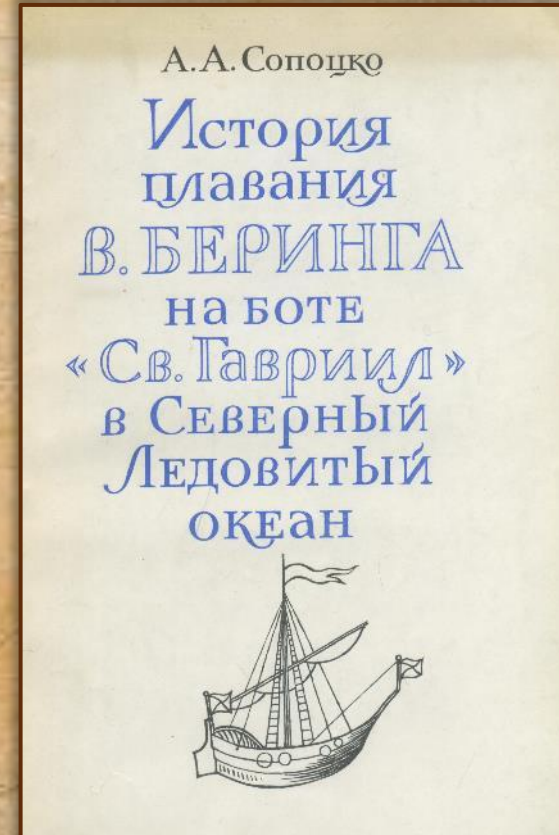 А. А. Сопоцко
История
плавания
В. БЕРИНГА
на боте
«Св. Гавриил»
в Северный
Ледовитый
океан